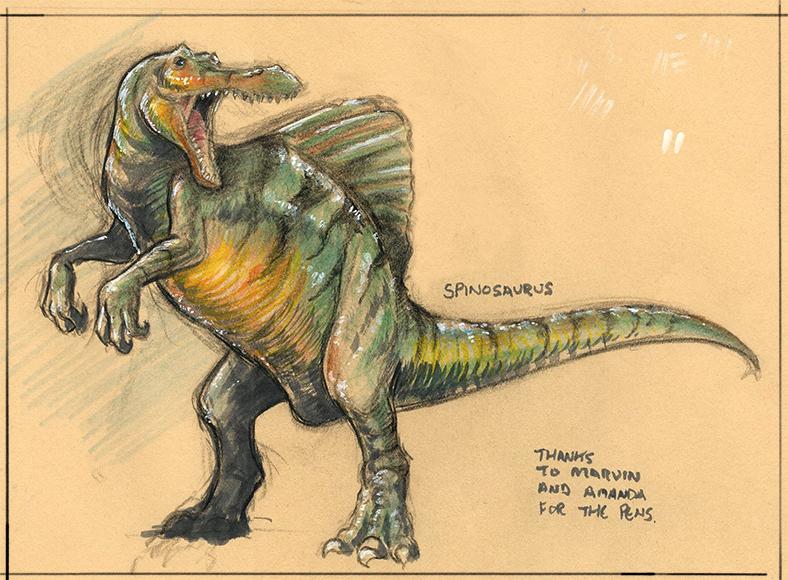 SPINOSAURUS
THANKS
TO MARVIN
AND AMANDA
FOR THE PENS.